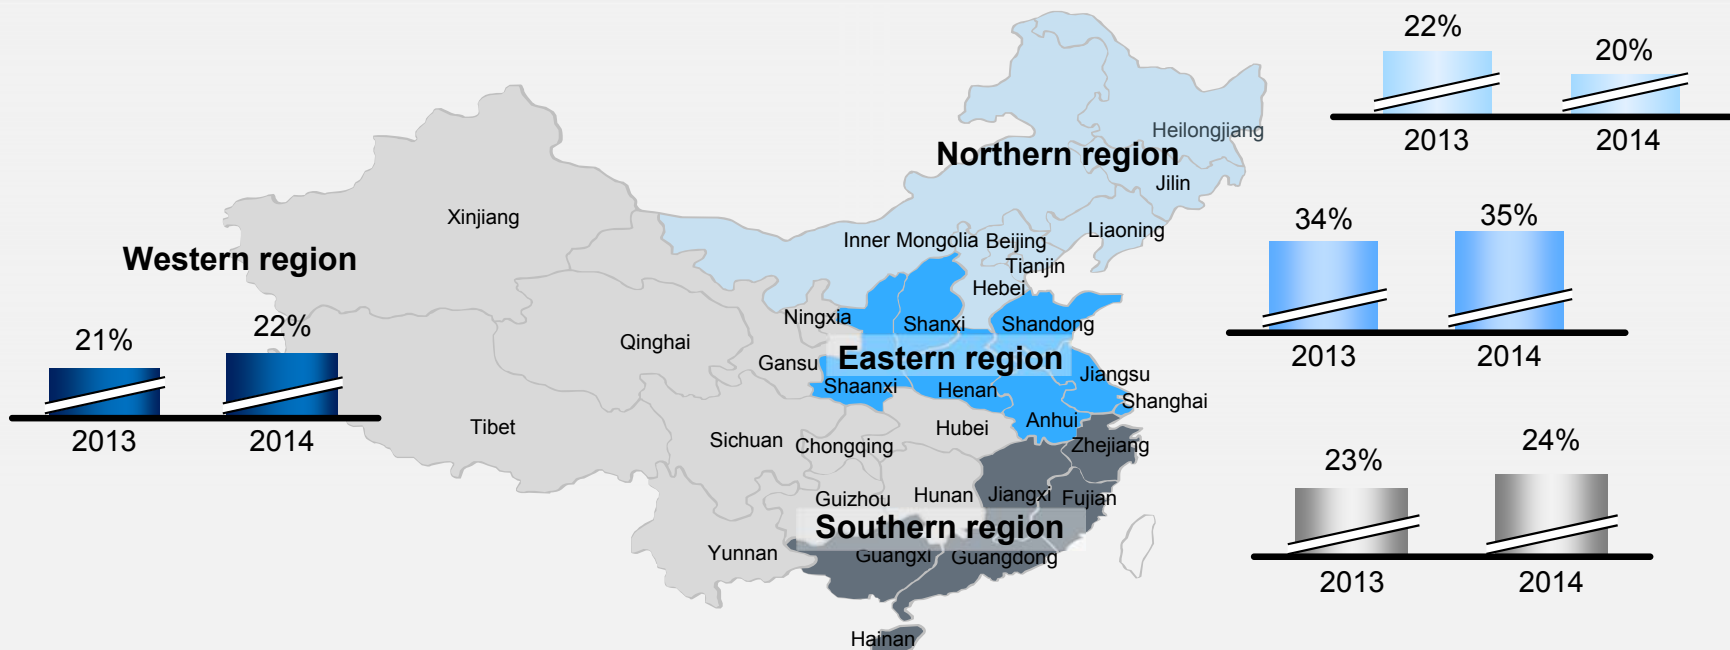 22%
20%
2013
2014
Heilongjiang
Northern region
Jilin
Xinjiang
Liaoning
Inner Mongolia
Beijing
Tianjin
Hebei
34%
35%
2013
2014
Western region
21%
22%
2013
2014
Ningxia
Shanxi
Shandong
Qinghai
Gansu
Eastern region
Shaanxi
Henan
Jiangsu
Shanghai
Anhui
Tibet
Sichuan
Chongqing
Hubei
Zhejiang
23%
24%
2013
2014
Guizhou
Hunan
Jiangxi
Fujian
Southern region
Yunnan
Guangxi
Guangdong
Hainan